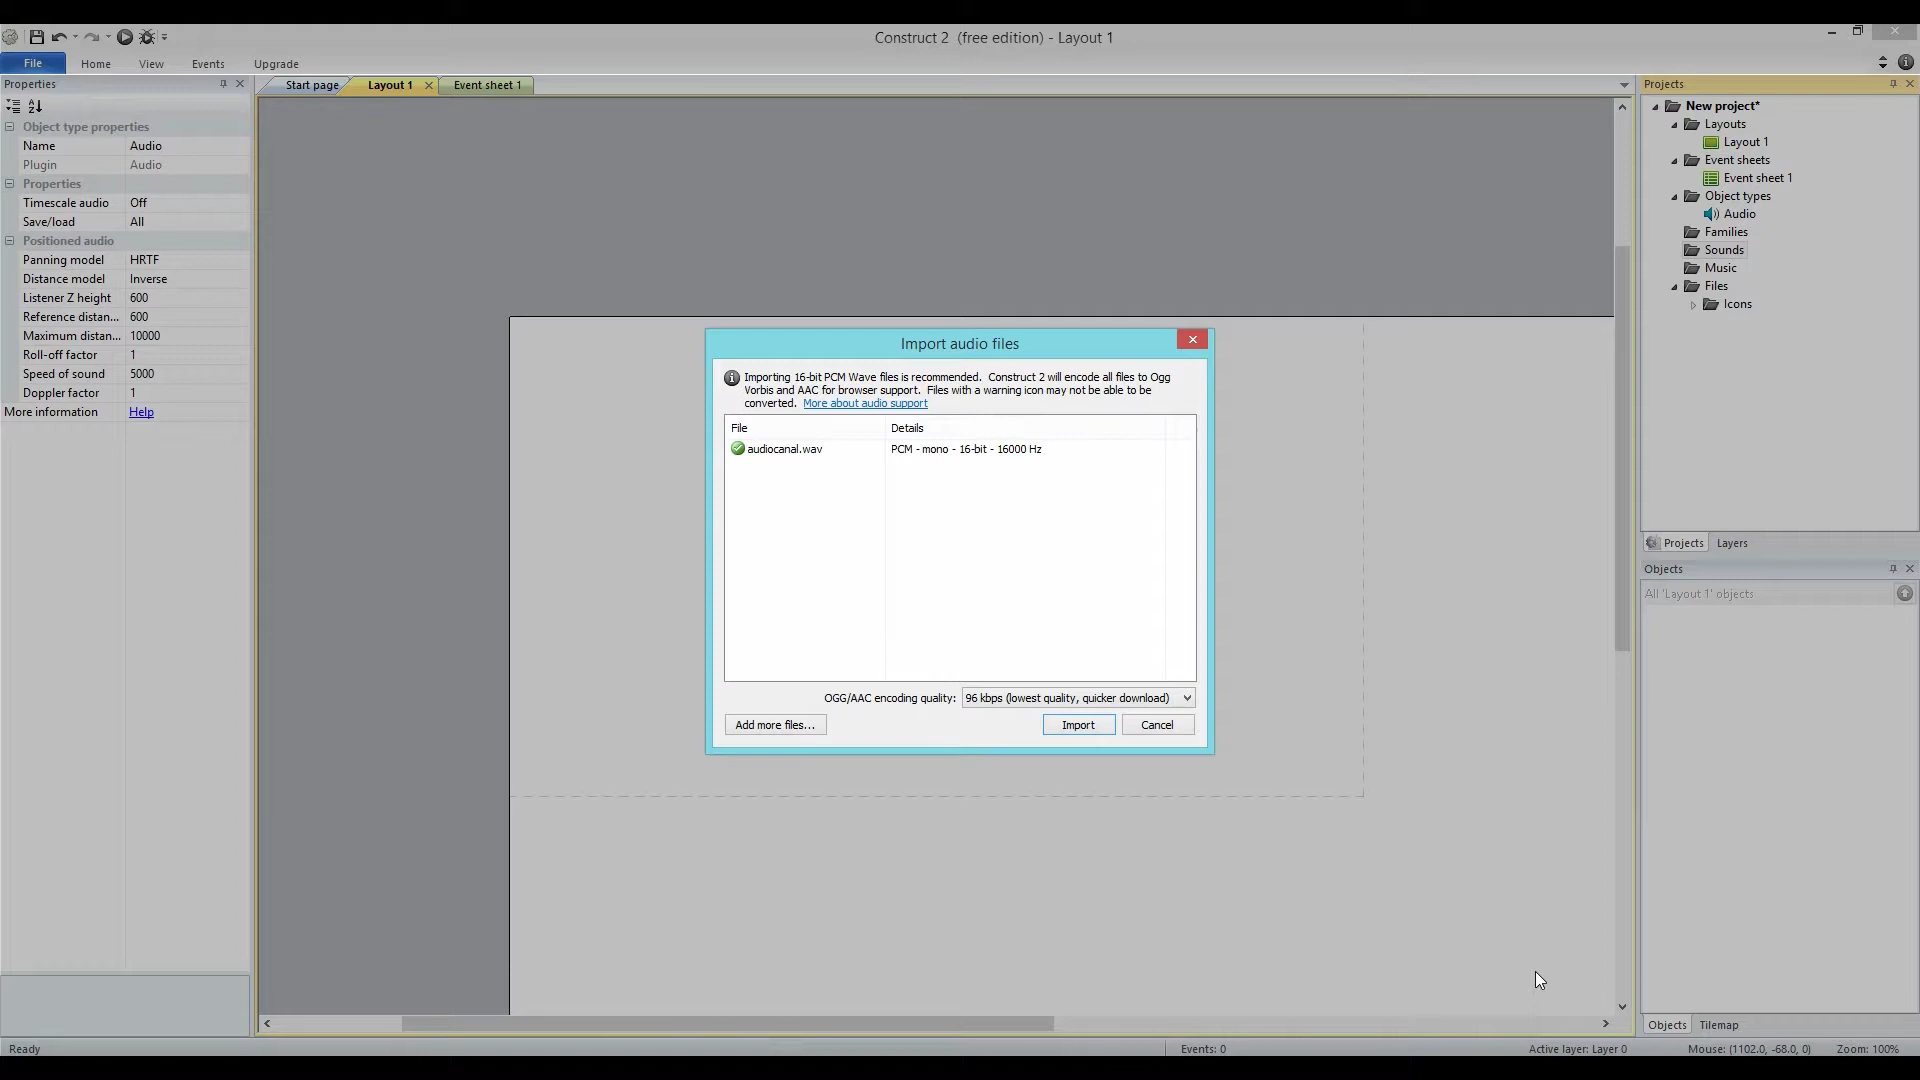 Construct 2 (free edition) - Layout 1
File Home View Events Upgrade
Properties
Object type properties
Name Audio
Plugin Audio
Properties
Timescale audio Off
Save/load All
Positioned audio
Panning model HRTF
Distance model Inverse
Listener Z height 600
Reference distan... 600
Maximum distan... 10000
Roll-off factor 1
Speed of sound 5000
Doppler factor 1
More information Help
Start page Layout 1 Event sheet 1
Import audio files
Importing 16-bit PCM Wave files is recommended. Construct 2 will encode all files to Ogg
Vorbis and AAC for browser support. Files with a warning icon may not be able to be
converted. More about audio support
File Details
audiocanal.wav PCM - mono - 16-bit - 16000 Hz
OGG/AAC encoding quality: 96 kbps (lowest quality, quicker download)
Add more files... Import Cancel
Projects
New project*
Layouts
Layout 1
Event sheets
Event sheet 1
Object types
Audio
Families
Sounds
Music
Files
Icons
Projects Layers
Objects
All 'Layout 1' objects
Objects Tilemap
Ready Events: 0 Active layer: Layer 0 Mouse: (1102.0, -68.0, 0) Zoom: 100%